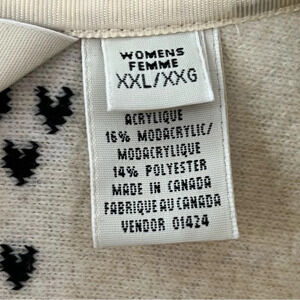 WOMENS
FEMME
XXL/XXG
ACRYLIQUE
16% MODACRYLIC/
MODACRYLIQUE
14% POLYESTER
MADE IN CANADA
FABRIQUE AU CANADA
VENDOR 01424